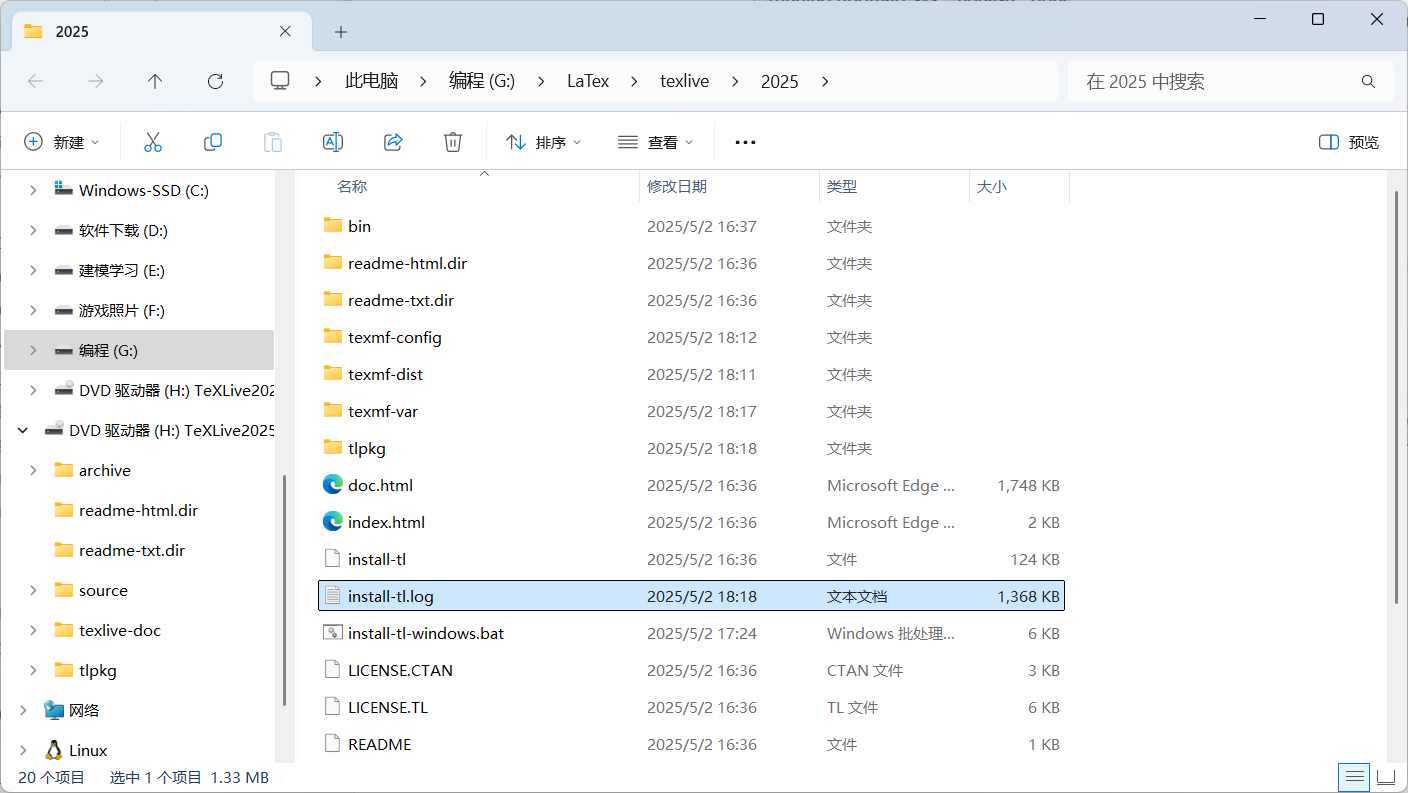 2025
此电脑 编程 (G:) LaTex texlive 2025
在 2025 中搜索
新建 排序 查看 预览
Windows-SSD (C:)
软件下载 (D:)
建模学习 (E:)
游戏照片 (F:)
编程 (G:)
DVD 驱动器 (H:) TeXLive202
DVD 驱动器 (H:) TeXLive2025
archive
readme-html.dir
readme-txt.dir
source
texlive-doc
tlpkg
网络
Linux
名称 修改日期 类型 大小
bin 2025/5/2 16:37 文件夹
readme-html.dir 2025/5/2 16:36 文件夹
readme-txt.dir 2025/5/2 16:36 文件夹
texmf-config 2025/5/2 18:12 文件夹
texmf-dist 2025/5/2 18:11 文件夹
texmf-var 2025/5/2 18:17 文件夹
tlpkg 2025/5/2 18:18 文件夹
doc.html 2025/5/2 16:36 Microsoft Edge ... 1,748 KB
index.html 2025/5/2 16:36 Microsoft Edge ... 2 KB
install-tl 2025/5/2 16:36 文件 124 KB
install-tl.log 2025/5/2 18:18 文本文档 1,368 KB
install-tl-windows.bat 2025/5/2 17:24 Windows 批处理... 6 KB
LICENSE.CTAN 2025/5/2 16:36 CTAN 文件 3 KB
LICENSE.TL 2025/5/2 16:36 TL 文件 6 KB
README 2025/5/2 16:36 文件 1 KB
20 个项目 选中 1 个项目 1.33 MB